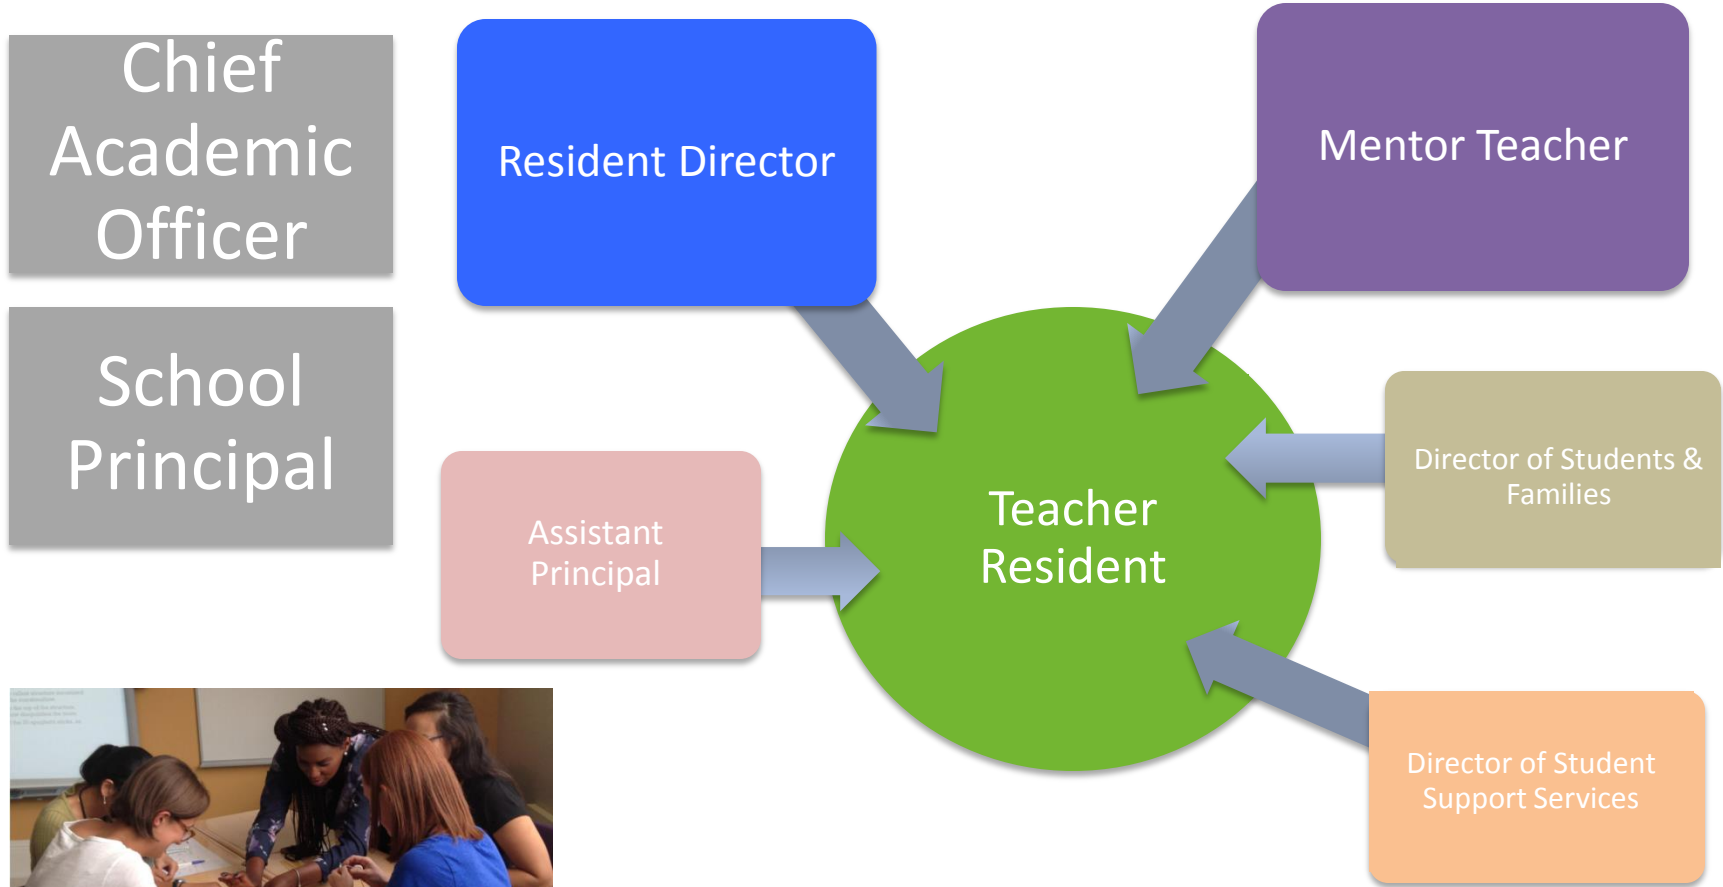 Chief
Academic
Officer
School
Principal
Resident Director
Mentor Teacher
Assistant
Principal
Teacher
Resident
Director of Students &
Families
Director of Student
Support Services